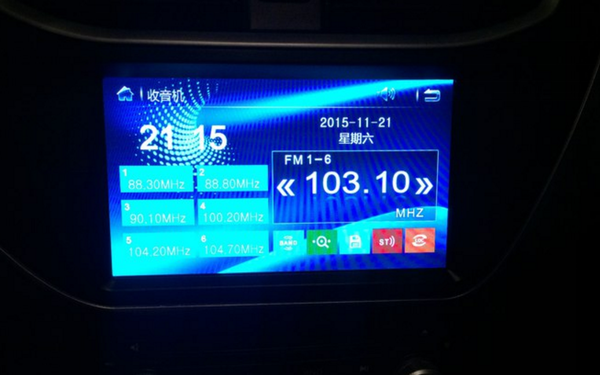 收音机
21 15
2015-11-21
星期六
FM 1-6
103.10
MHZ
1
88.30MHz
2
88.80MHz
3
90.10MHz
4
100.20MHz
5
104.20MHz
6
104.70MHz
BAND
ST